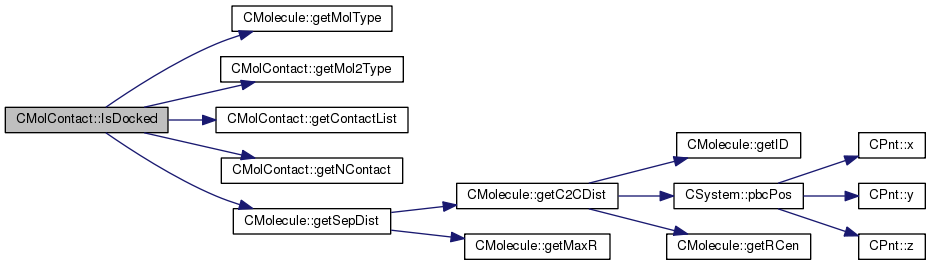 CMolContact::IsDocked
CMolecule::getMolType
CMolContact::getMol2Type
CMolContact::getContactList
CMolContact::getNContact
CMolecule::getSepDist
CMolecule::getC2CDist
CMolecule::getMaxR
CMolecule::getID
CSystem::pbcPos
CMolecule::getRCen
CPnt::x
CPnt::y
CPnt::z